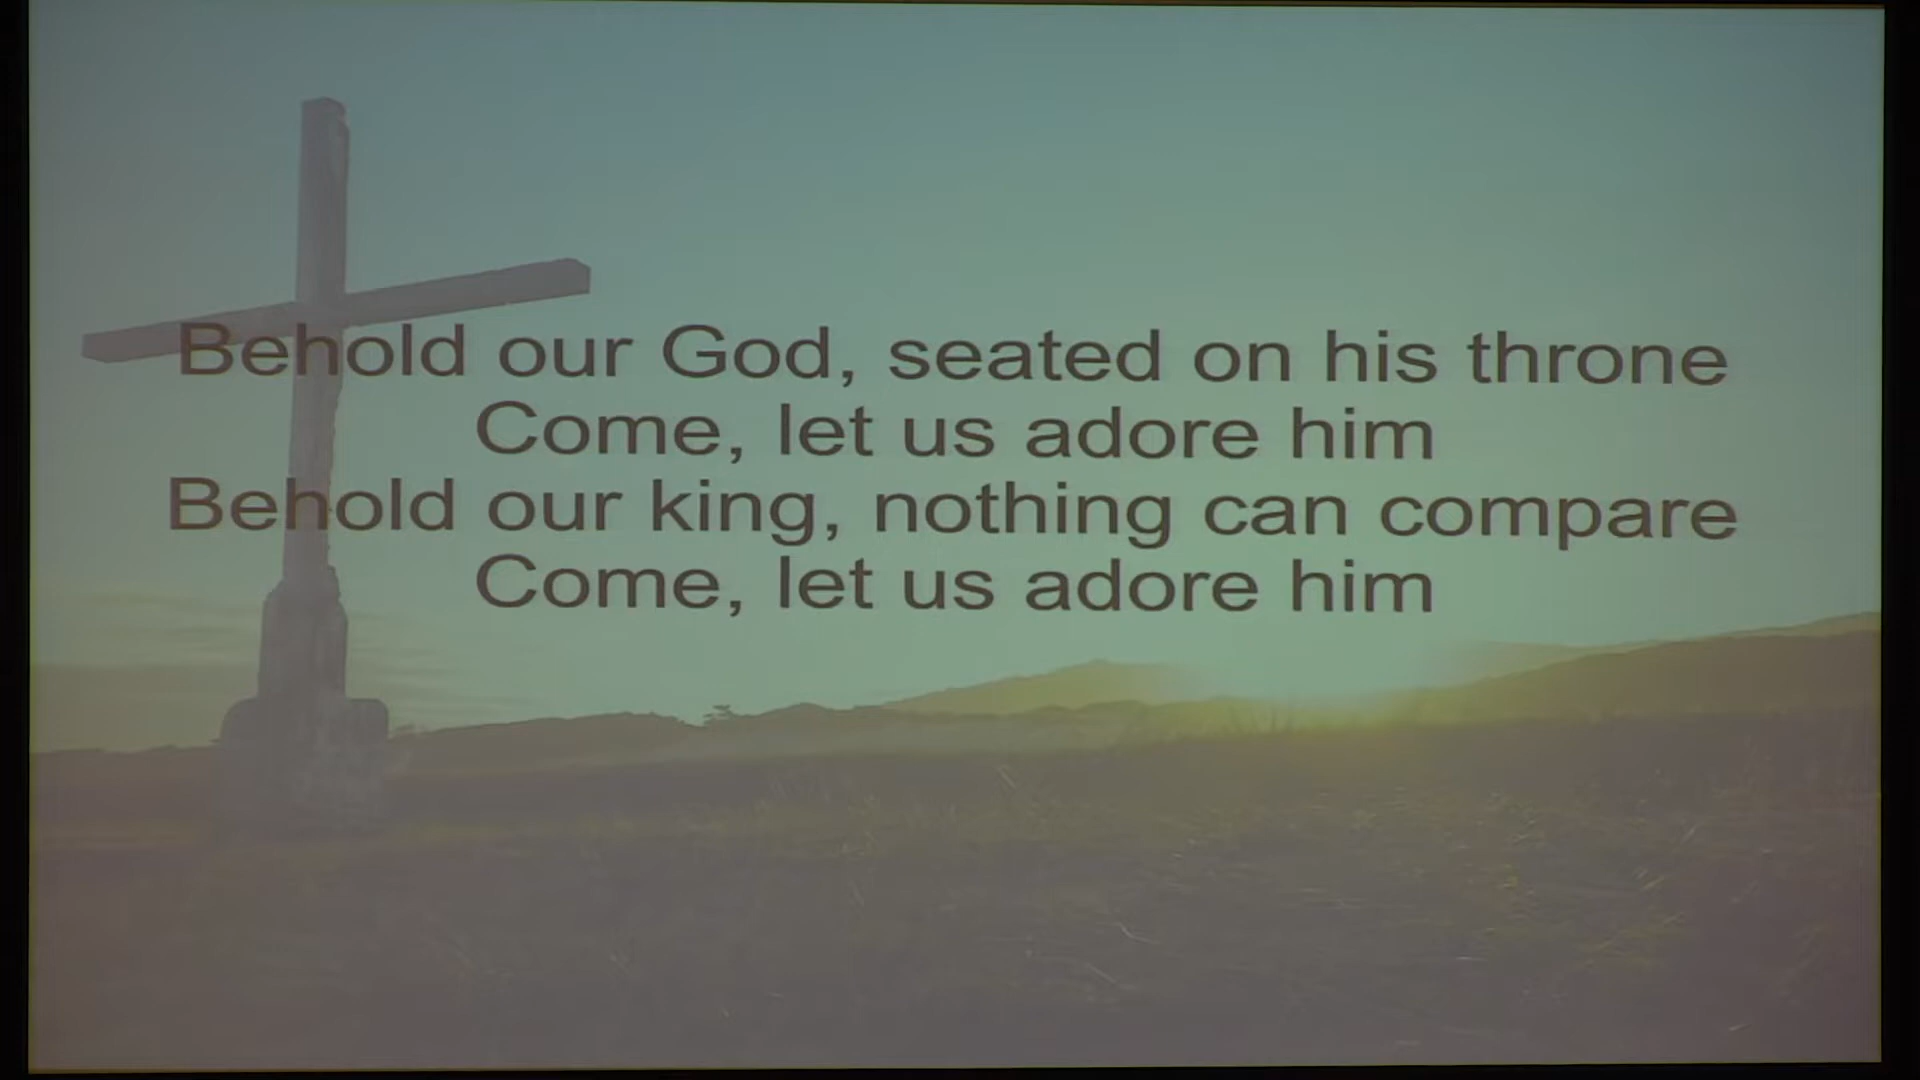 Behold our God, seated on his throne
Come, let us adore him
Behold our king, nothing can compare
Come, let us adore him